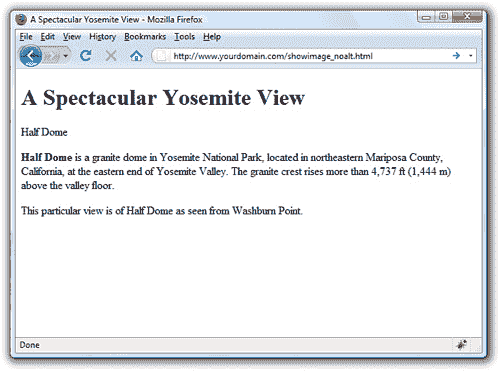 A Spectacular Yosemite View - Mozilla Firefox
File Edit View History Bookmarks Tools Help
http://www.yourdomain.com/showimage_noalt.html
A Spectacular Yosemite View
Half Dome
Half Dome is a granite dome in Yosemite National Park, located in northeastern Mariposa County,
California, at the eastern end of Yosemite Valley. The granite crest rises more than 4,737 ft (1,444 m)
above the valley floor.
This particular view is of Half Dome as seen from Washburn Point.
Done